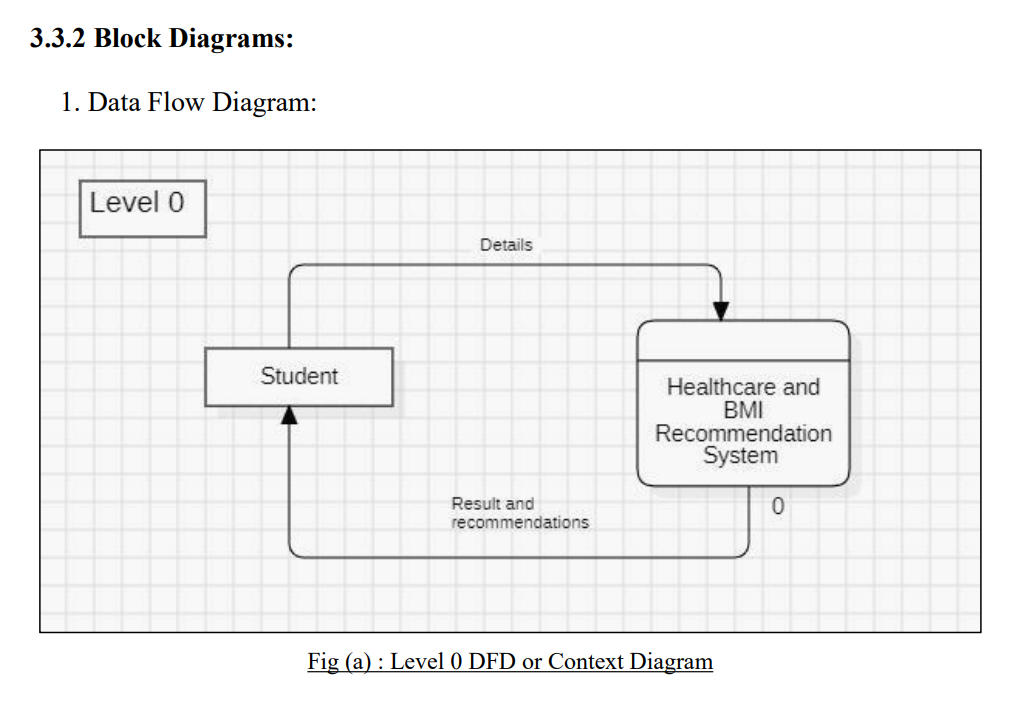 3.3.2 Block Diagrams:
1. Data Flow Diagram:
Level 0
Details
Student
Healthcare and
BMI
Recommendation
System
Result and
recommendations
0
Fig (a) : Level 0 DFD or Context Diagram